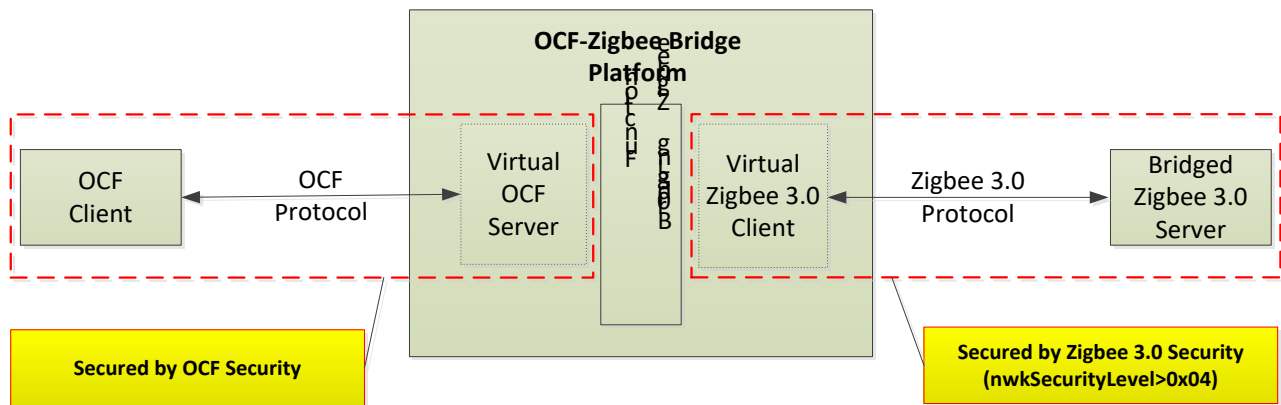 OCF-Zigbee Bridge
Platform
OCF
Client
OCF
Protocol
Virtual
OCF
Server
Virtual
Zigbee 3.0
Client
Zigbee 3.0
Protocol
Bridged
Zigbee 3.0
Server
Secured by OCF Security
Secured by Zigbee 3.0 Security
(nwkSecurityLevel>0x04)